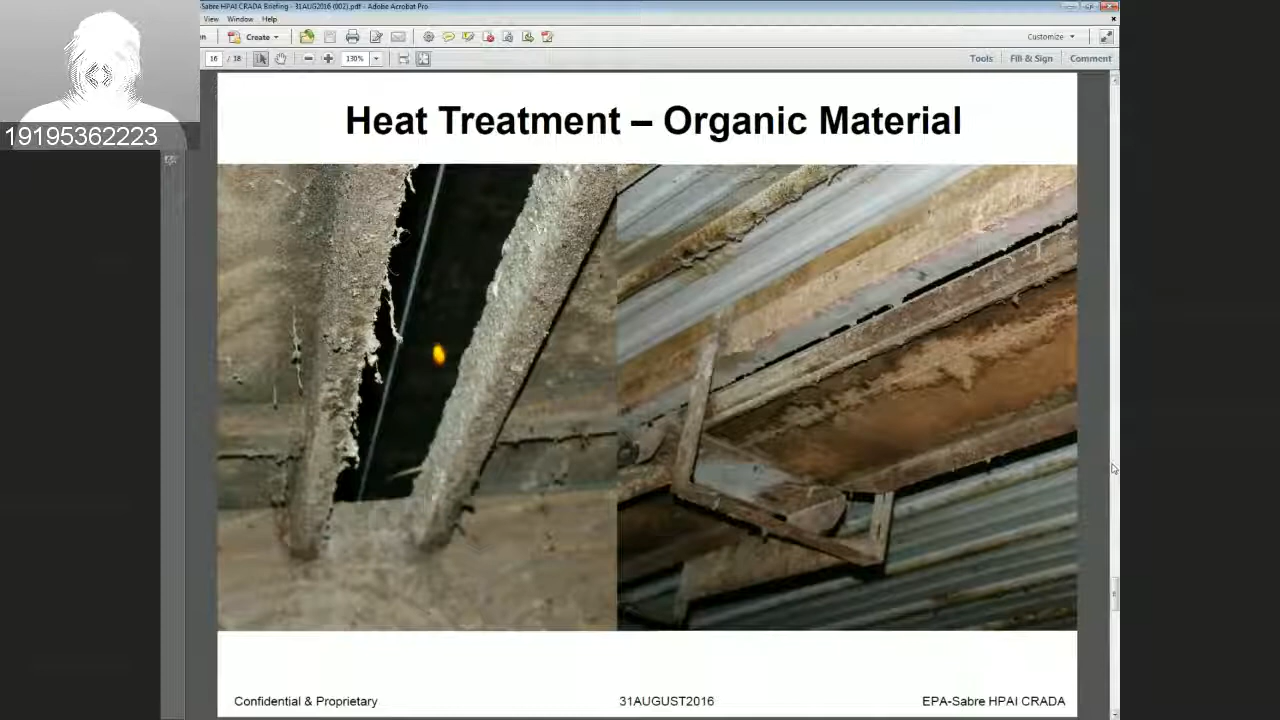 Sabre HPAI CRADA Briefing - 31AUG2016 (002).pdf - Adobe Acrobat Pro
View Window Help
Create
Customize
16 / 38 130% Tools Fill & Sign Comment
19195362223
Heat Treatment – Organic Material
Confidential & Proprietary 31AUGUST2016 EPA-Sabre HPAI CRADA